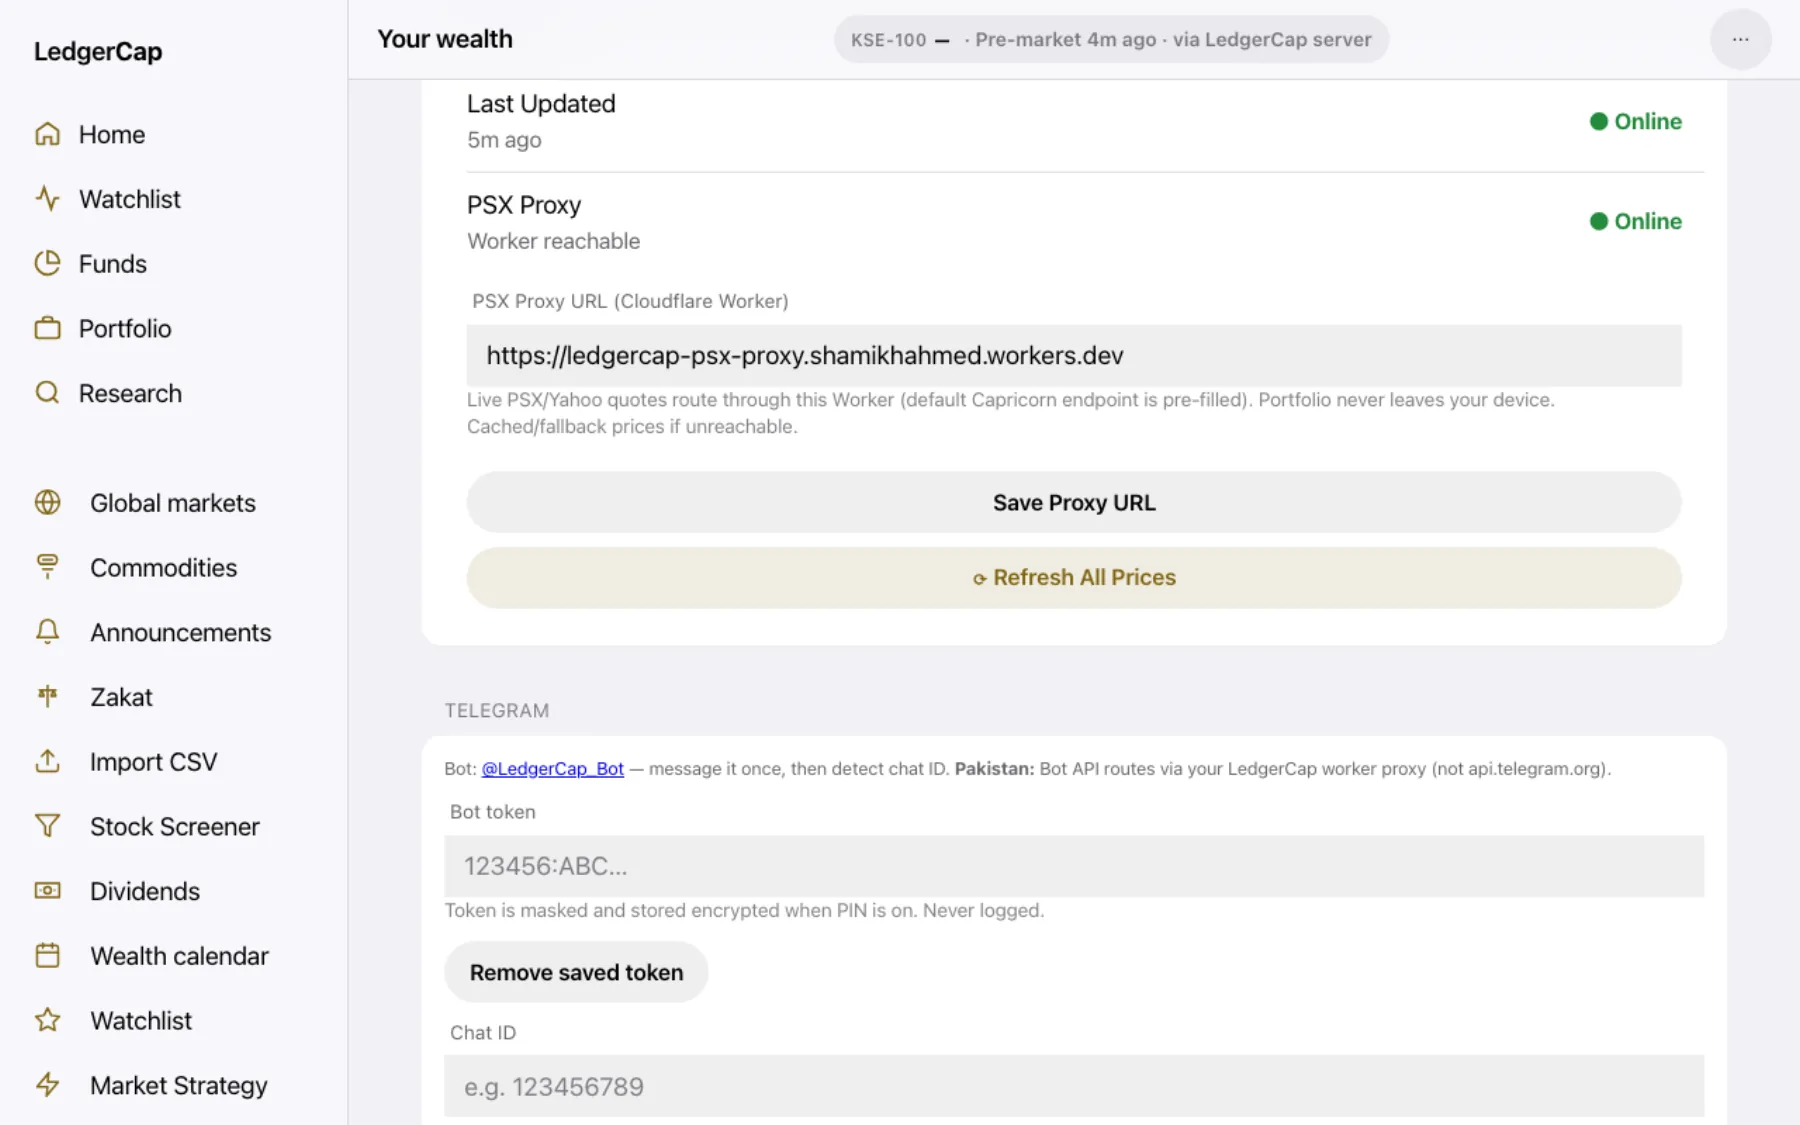 LedgerCap
Home
Watchlist
Funds
Portfolio
Research
Global markets
Commodities
Announcements
Zakat
Import CSV
Stock Screener
Dividends
Wealth calendar
Watchlist
Market Strategy
Your wealth
KSE-100 — · Pre-market 4m ago · via LedgerCap server
...
Last Updated
5m ago
Online
PSX Proxy
Worker reachable
Online
PSX Proxy URL (Cloudflare Worker)
https://ledgercap-psx-proxy.shamikhahmed.workers.dev
Live PSX/Yahoo quotes route through this Worker (default Capricorn endpoint is pre-filled). Portfolio never leaves your device.
Cached/fallback prices if unreachable.
Save Proxy URL
⟳ Refresh All Prices
TELEGRAM
Bot: @LedgerCap_Bot — message it once, then detect chat ID. Pakistan: Bot API routes via your LedgerCap worker proxy (not api.telegram.org).
Bot token
123456:ABC...
Token is masked and stored encrypted when PIN is on. Never logged.
Remove saved token
Chat ID
e.g. 123456789